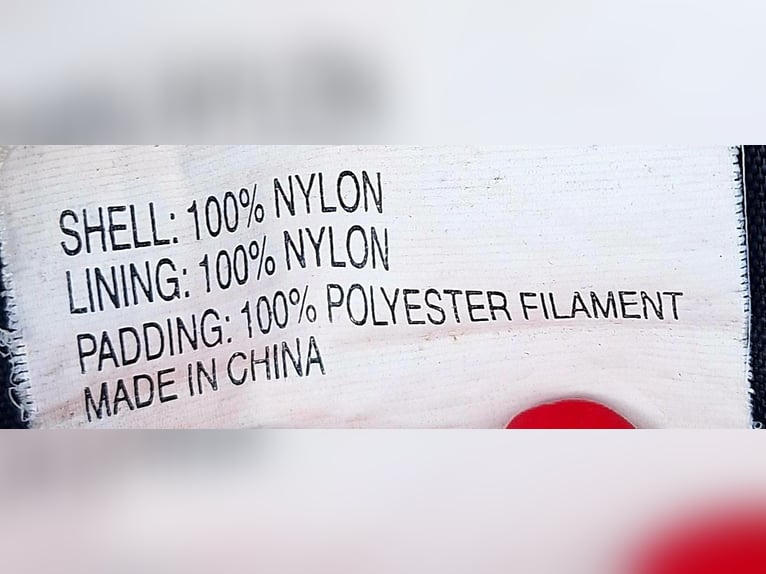 SHELL: 100% NYLON
LINING: 100% NYLON
PADDING: 100% POLYESTER FILAMENT
MADE IN CHINA